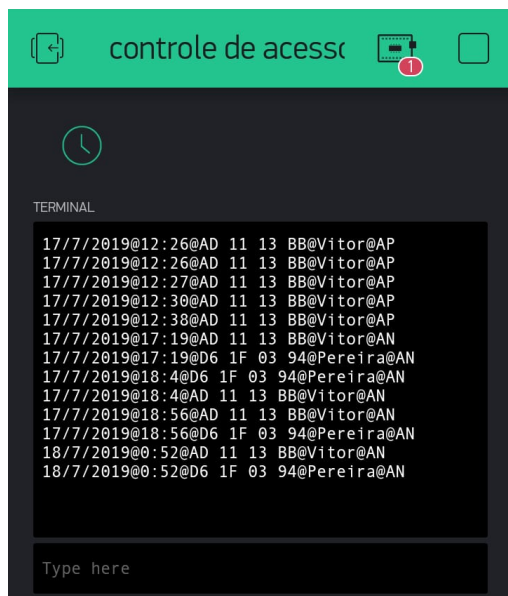 controle de acesso
1
TERMINAL
17/7/2019@12:26@AD 11 13 BB@Vitor@AP
17/7/2019@12:26@AD 11 13 BB@Vitor@AP
17/7/2019@12:27@AD 11 13 BB@Vitor@AP
17/7/2019@12:30@AD 11 13 BB@Vitor@AP
17/7/2019@12:38@AD 11 13 BB@Vitor@AP
17/7/2019@17:19@AD 11 13 BB@Vitor@AN
17/7/2019@17:19@D6 1F 03 94@Pereira@AN
17/7/2019@18:4@D6 1F 03 94@Pereira@AN
17/7/2019@18:4@AD 11 13 BB@Vitor@AN
17/7/2019@18:56@AD 11 13 BB@Vitor@AN
17/7/2019@18:56@D6 1F 03 94@Pereira@AN
18/7/2019@0:52@AD 11 13 BB@Vitor@AN
18/7/2019@0:52@D6 1F 03 94@Pereira@AN
Type here